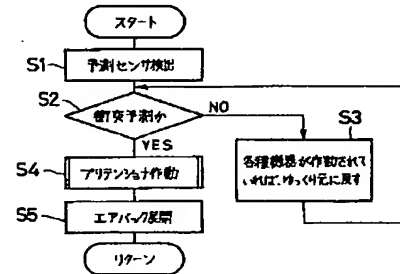 スタート
S1 予測センサ検出
S2 衝突予測か
NO
YES
S3
各種機器が作動されて
いれば、ゆっくり元に戻す
S4 プリテンショナ作動
S5 エアバック展開
リターン